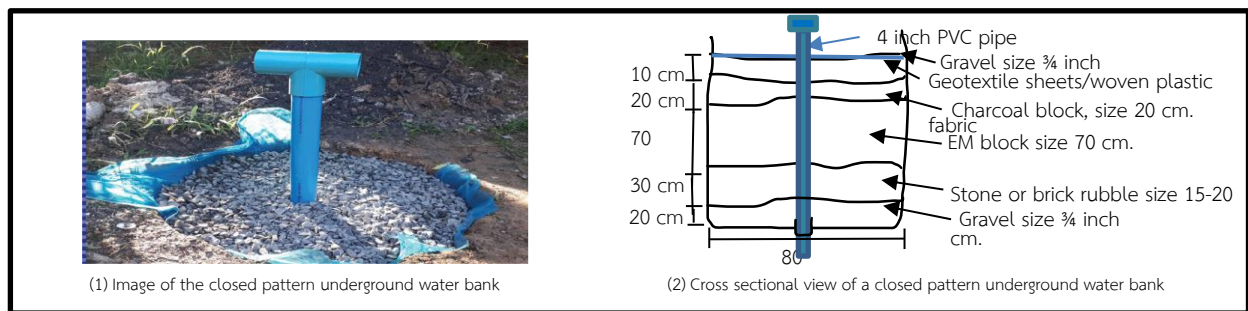 4 inch PVC pipe
Gravel size ¾ inch
10 cm
Geotextile sheets/woven plastic
20 cm
Charcoal block, size 20 cm.
fabric
70
EM block size 70 cm.
30 cm
Stone or brick rubble size 15-20
20 cm
Gravel size ¾ inch
cm.
80
(1) Image of the closed pattern underground water bank
(2) Cross sectional view of a closed pattern underground water bank